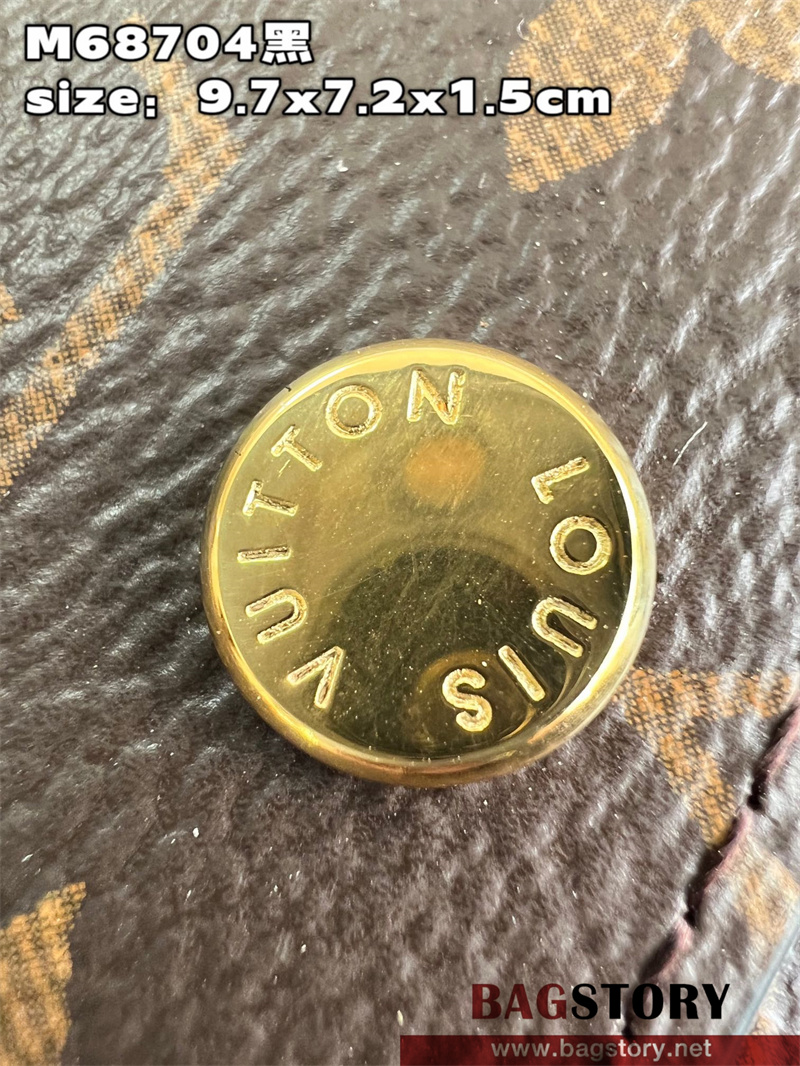 M68704黑
size：9.7x7.2x1.5cm
LOUIS VUITTON
BAGSTORY
www.bagstory.net